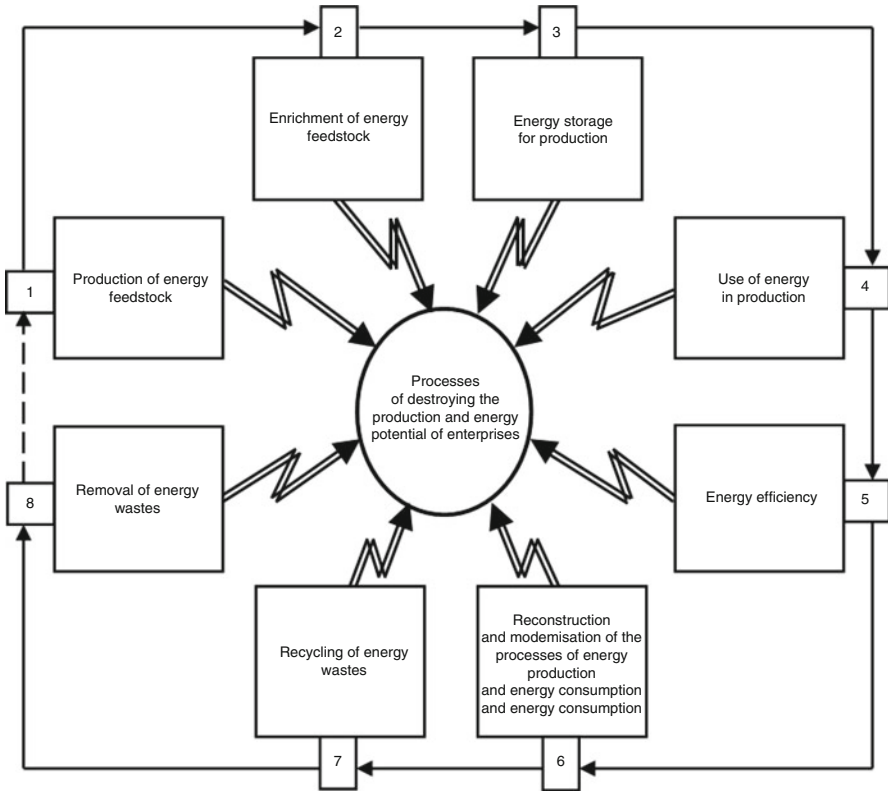 2
3
Enrichment of energy
feedstock
Energy storage
for production
1
Production of energy
feedstock
Use of energy
in production
4
Processes
of destroying the
production and energy
potential of enterprises
8
Removal of energy
wastes
Energy efficiency
5
Recycling of energy
wastes
Reconstruction
and modemisation of the
processes of energy
production
and energy consumption
and energy consumption
7
6